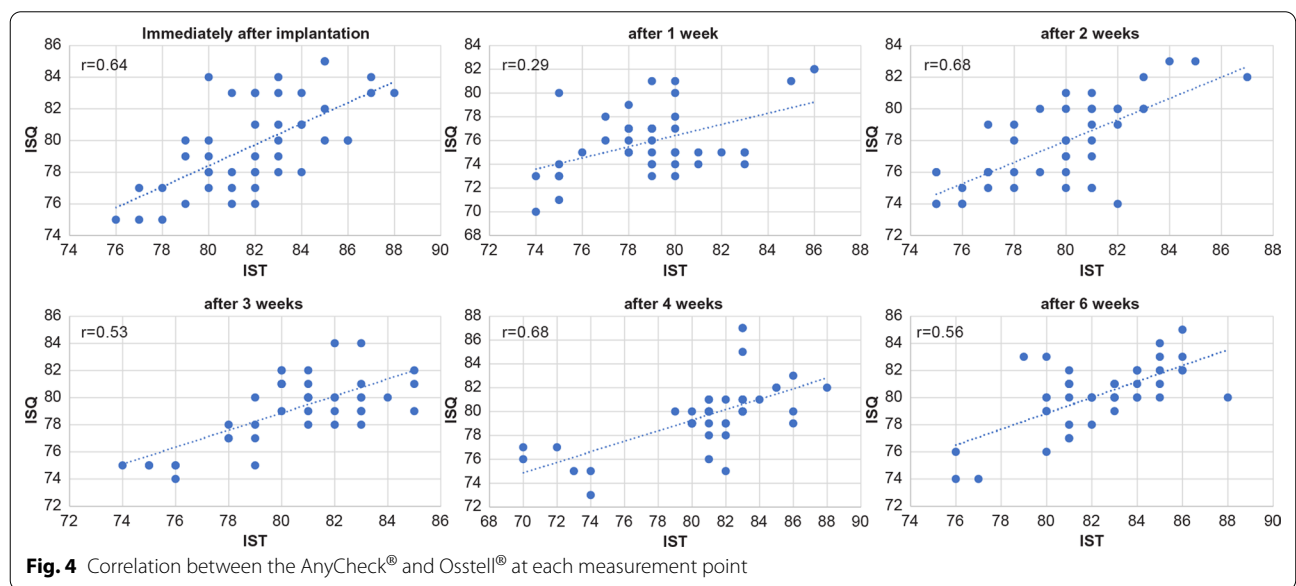 Immediately after implantation
r=0.64
86
84
82
80
78
76
74
ISQ
74 76 78 80 82 84 86 88 90
IST
after 1 week
r=0.29
84
82
80
78
76
74
72
70
68
ISQ
72 74 76 78 80 82 84 86 88
IST
after 2 weeks
r=0.68
84
82
80
78
76
74
72
ISQ
74 76 78 80 82 84 86 88
IST
after 3 weeks
r=0.53
86
84
82
80
78
76
74
72
ISQ
72 74 76 78 80 82 84 86
IST
after 4 weeks
r=0.68
88
86
84
82
80
78
76
74
72
ISQ
68 70 72 74 76 78 80 82 84 86 88 90
IST
after 6 weeks
r=0.56
86
84
82
80
78
76
74
72
ISQ
74 76 78 80 82 84 86 88 90
IST
Fig. 4 Correlation between the AnyCheck® and Osstell® at each measurement point